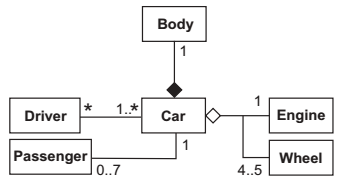 Body
1
Driver
*
1..*
Car
1
Engine
Passenger
0..7
1
4..5
Wheel